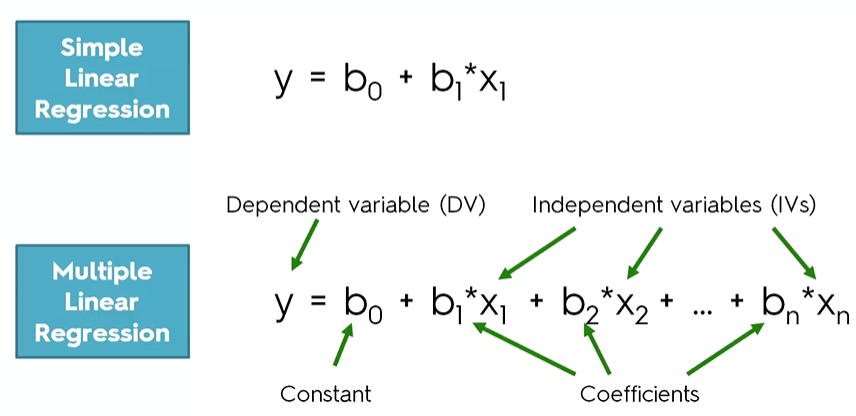 Simple
Linear
Regression
y = b₀ + b₁*x₁
Dependent variable (DV)
Independent variables (IVs)
Multiple
Linear
Regression
y = b₀ + b₁*x₁ + b₂*x₂ + ... + bₙ*xₙ
Constant
Coefficients